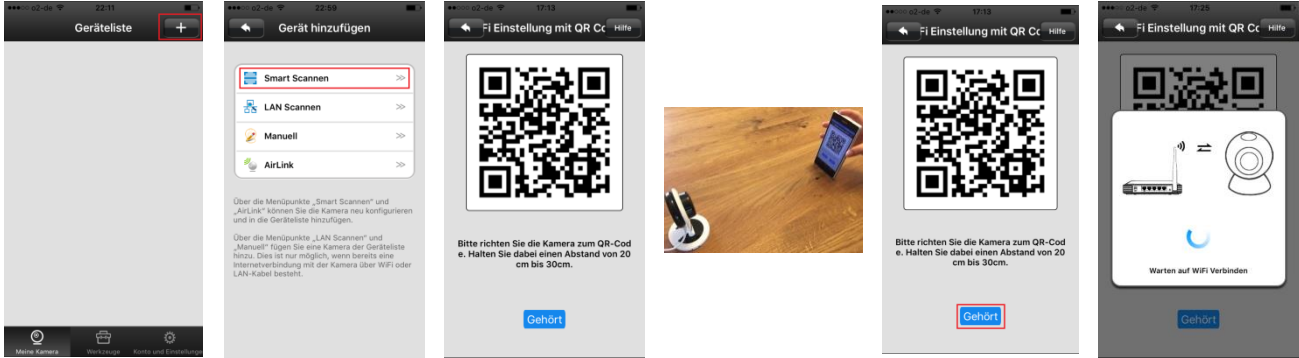 o2-de 22:11
Geräteliste +
Meine Kamera Werkzeuge Konto und Einstellunge
o2-de 22:59
Gerät hinzufügen
Smart Scannen
LAN Scannen
Manuell
AirLink
Über die Menüpunkte „Smart Scannen“ und
„AirLink“ können Sie die Kamera neu konfigurieren
und in die Geräteliste hinzufügen.
Über die Menüpunkte „LAN Scannen“ und
„Manuell“ fügen Sie eine Kamera der Geräteliste
hinzu. Dies ist nur möglich, wenn bereits eine
Internetverbindung mit der Kamera über WiFi oder
LAN-Kabel besteht.
o2-de 17:13
Fi Einstellung mit QR Cc Hilfe
Bitte richten Sie die Kamera zum QR-Cod
e. Halten Sie dabei einen Abstand von 20
cm bis 30cm.
Gehört
o2-de 17:13
Fi Einstellung mit QR Cc Hilfe
Bitte richten Sie die Kamera zum QR-Cod
e. Halten Sie dabei einen Abstand von 20
cm bis 30cm.
Gehört
o2-de 17:25
Fi Einstellung mit QR Cc Hilfe
Warten auf WiFi Verbinden
Gehört